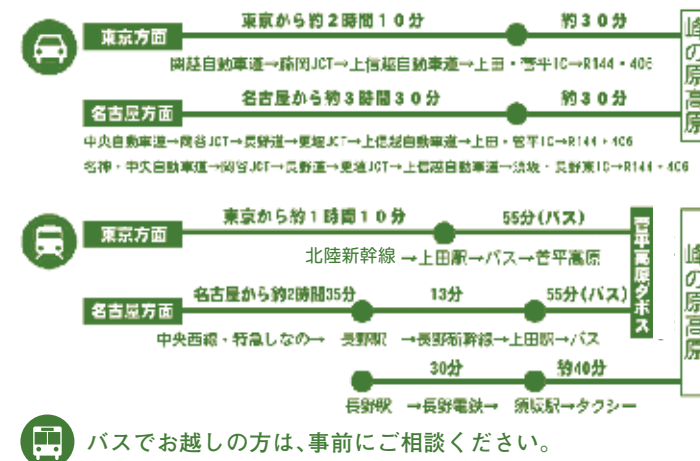 東京方面
東京から約2時間10分 約30分
関越自動車道→藤岡JCT→上信越自動車道→上田・菅平IC→R144・406
名古屋方面
名古屋から約3時間30分 約30分
中央自動車道→岡谷JCT→長野道→更埴JCT→上信越自動車道→上田・菅平IC→R144・406
名神・中央自動車道→岡谷JCT→長野道→更埴JCT→上信越自動車道→須坂・長野東IC→R144・406
峰の原高原
東京方面
東京から約1時間10分 55分(バス)
北陸新幹線→上田駅→バス→菅平高原
名古屋方面
名古屋から約2時間35分 13分 55分(バス)
中央西線・特急しなの→ 長野駅 →長野新幹線→上田駅→バス
菅平高原ダボス
30分 約40分
長野駅 →長野電鉄→ 須坂駅→タクシー
峰の原高原
バスでお越しの方は、事前にご相談ください。